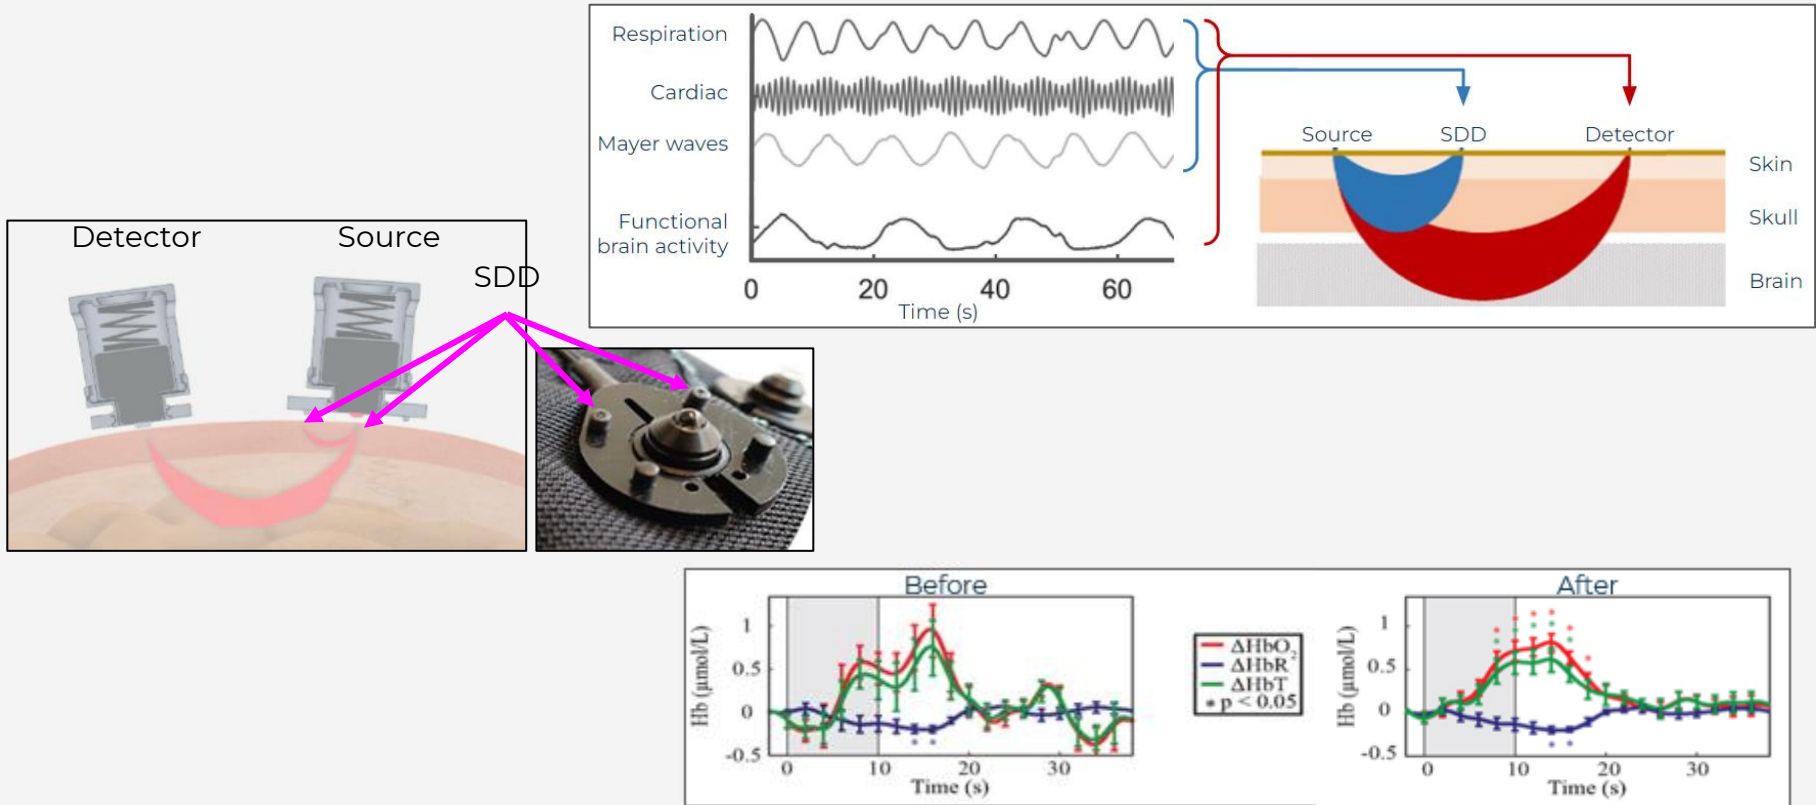 Respiration
Cardiac
Mayer waves
Functional
brain activity
0
20
40
60
Time (s)
Source
SDD
Detector
Skin
Skull
Brain
Detector
Source
SDD
Before
Hb (μmol/L)
1
0.5
0
-0.5
0
10
20
30
Time (s)
ΔHbO₂
ΔHbR
ΔHbT
* p < 0.05
After
Hb (μmol/L)
1
0.5
0
-0.5
0
10
20
30
Time (s)